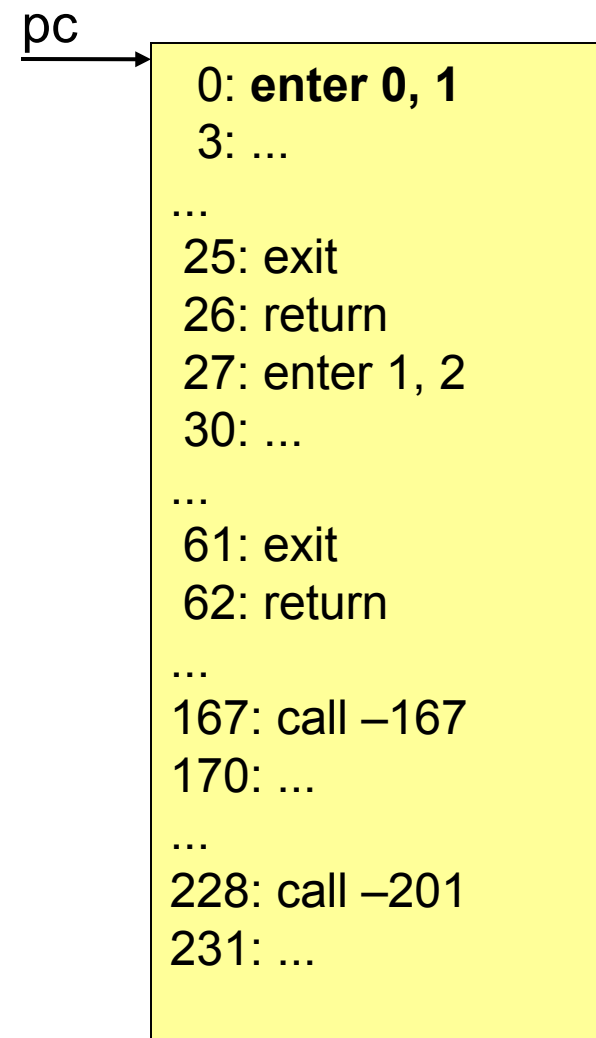 pc
0: enter 0, 1
3: ...
...
25: exit
26: return
27: enter 1, 2
30: ...
...
61: exit
62: return
...
167: call –167
170: ...
...
228: call –201
231: ...